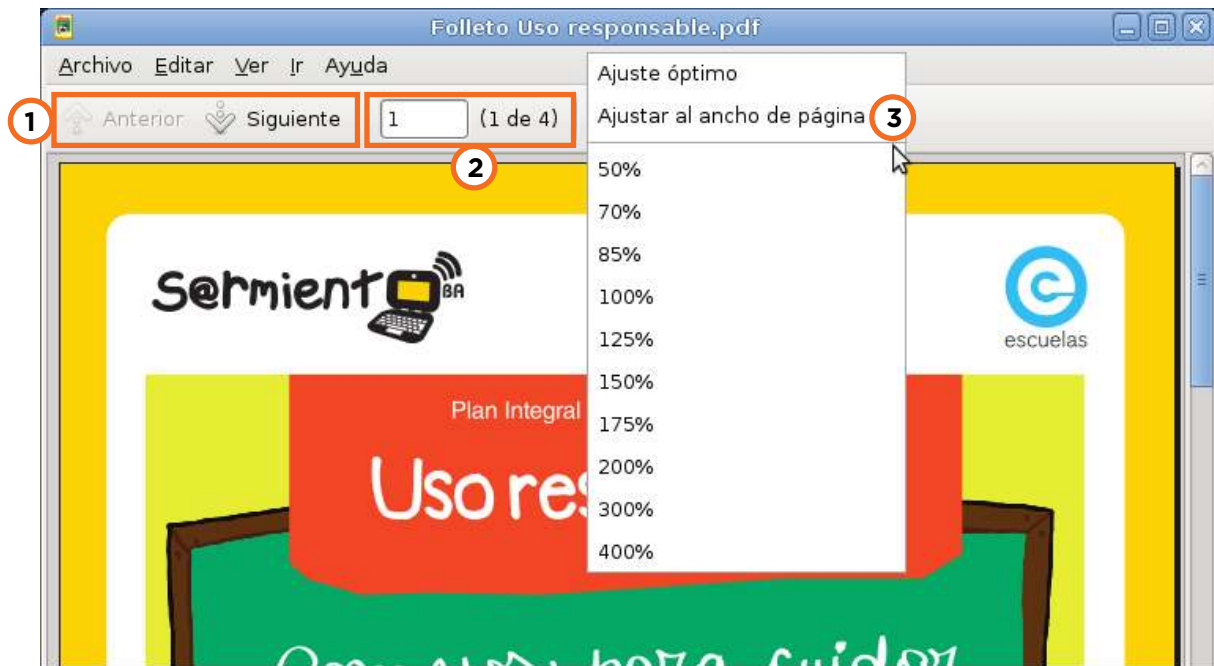 Folleto Uso responsable.pdf
Archivo Editar Ver Ir Ayuda
1 Anterior Siguiente 1 (1 de 4)
2
Ajuste óptimo
Ajustar al ancho de página 3
50%
70%
85%
100%
125%
150%
175%
200%
300%
400%
S@rmient BA
escuelas
Plan Integral
Uso res
para cuidar